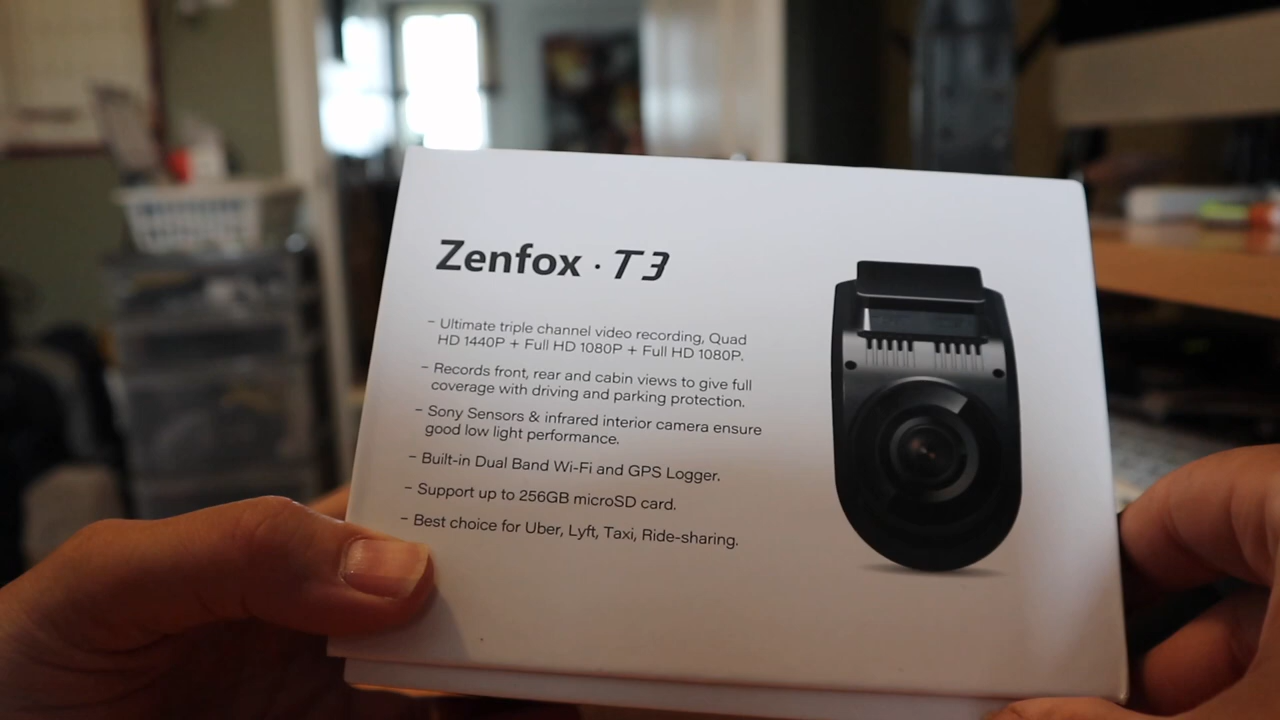 Zenfox · T3
– Ultimate triple channel video recording, Quad
HD 1440P + Full HD 1080P + Full HD 1080P.
– Records front, rear and cabin views to give full
coverage with driving and parking protection.
– Sony Sensors & infrared interior camera ensure
good low light performance.
– Built-in Dual Band Wi-Fi and GPS Logger.
– Support up to 256GB microSD card.
– Best choice for Uber, Lyft, Taxi, Ride-sharing.